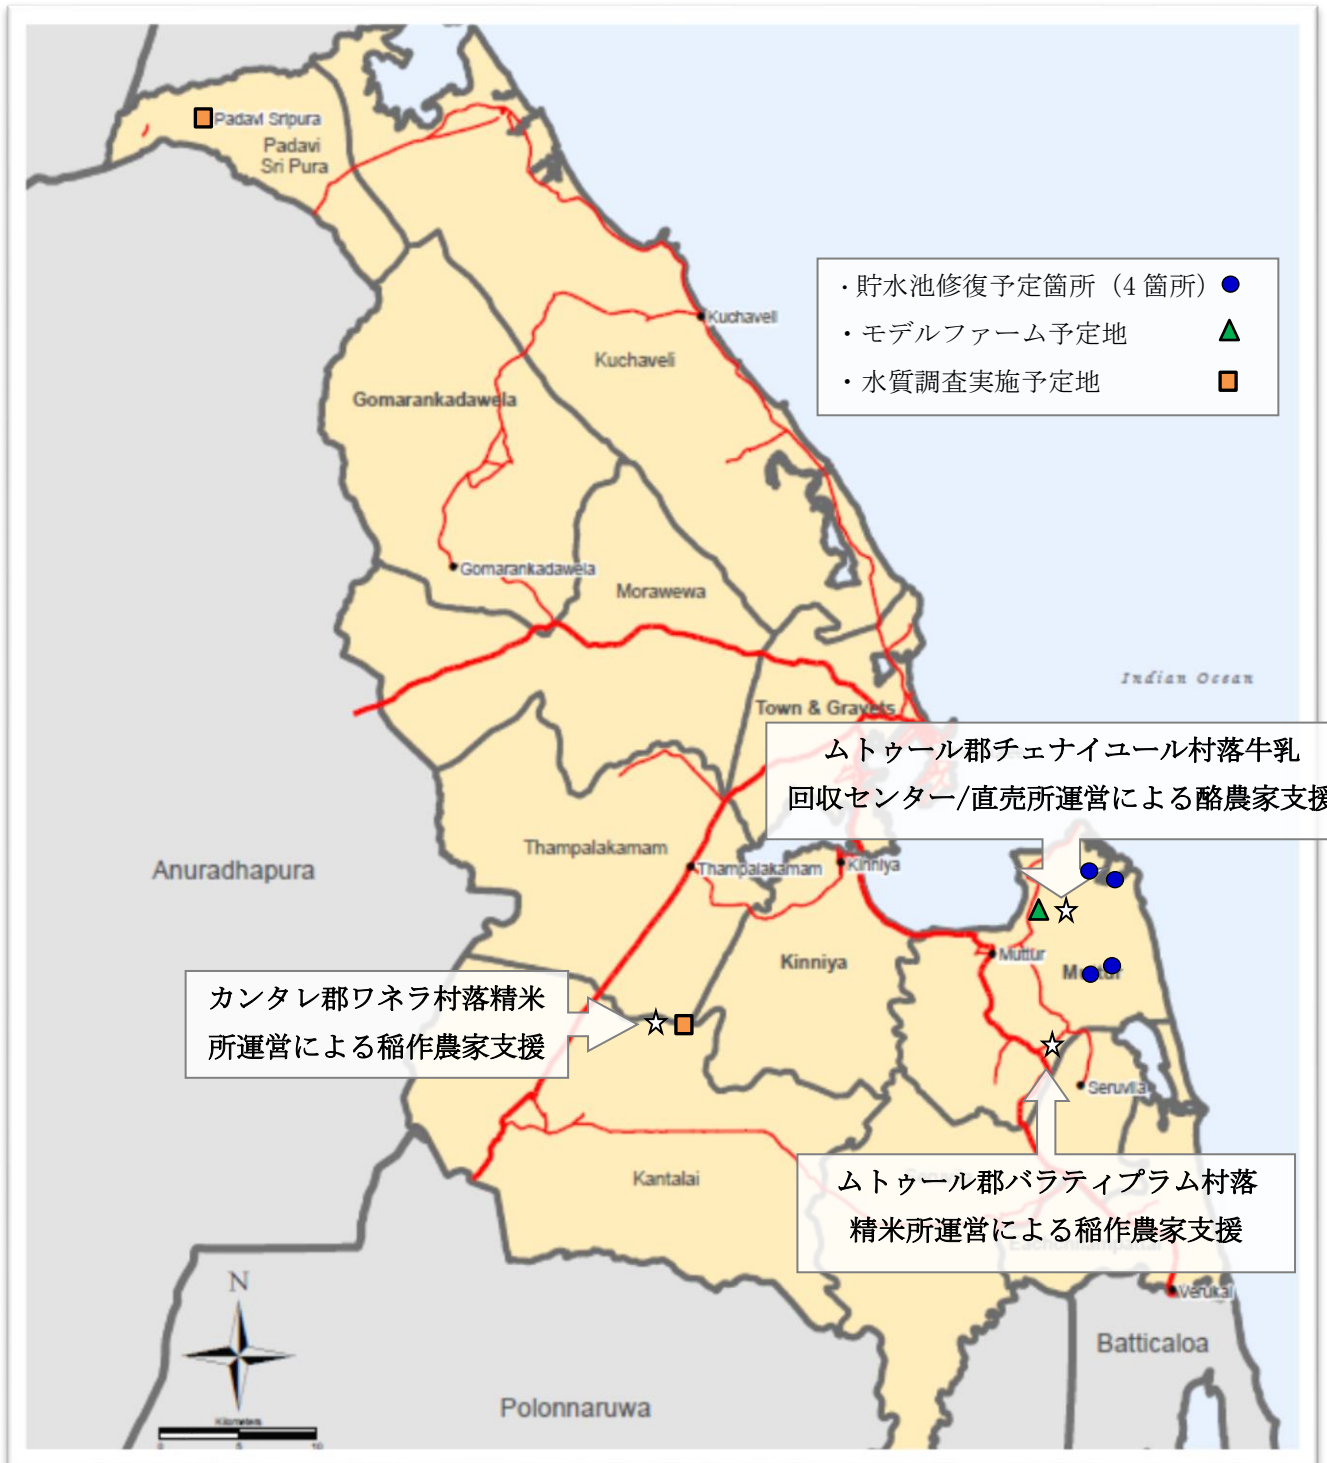 Padavi Sripura
Padavi
Sri Pura
・貯水池修復予定箇所（4 箇所）
・モデルファーム予定地
・水質調査実施予定地
Kuchaveli
Kuchaveli
Gomarankadawela
Gomarankadawela
Morawewa
Indian Ocean
Town & Gravets
ムトゥール郡チェナイユール村落牛乳
回収センター/直売所運営による酪農家支援
Thampalakamam
Thampalakamam
Kinniya
Anuradhapura
Muttur
Kinniya
Muttur
カンタレ郡ワネラ村落精米
所運営による稲作農家支援
Seruvila
Kantalai
ムトゥール郡バラティプラム村落
精米所運営による稲作農家支援
Verukal
N
Batticaloa
Polonnaruwa
Kilometers
0 5 10